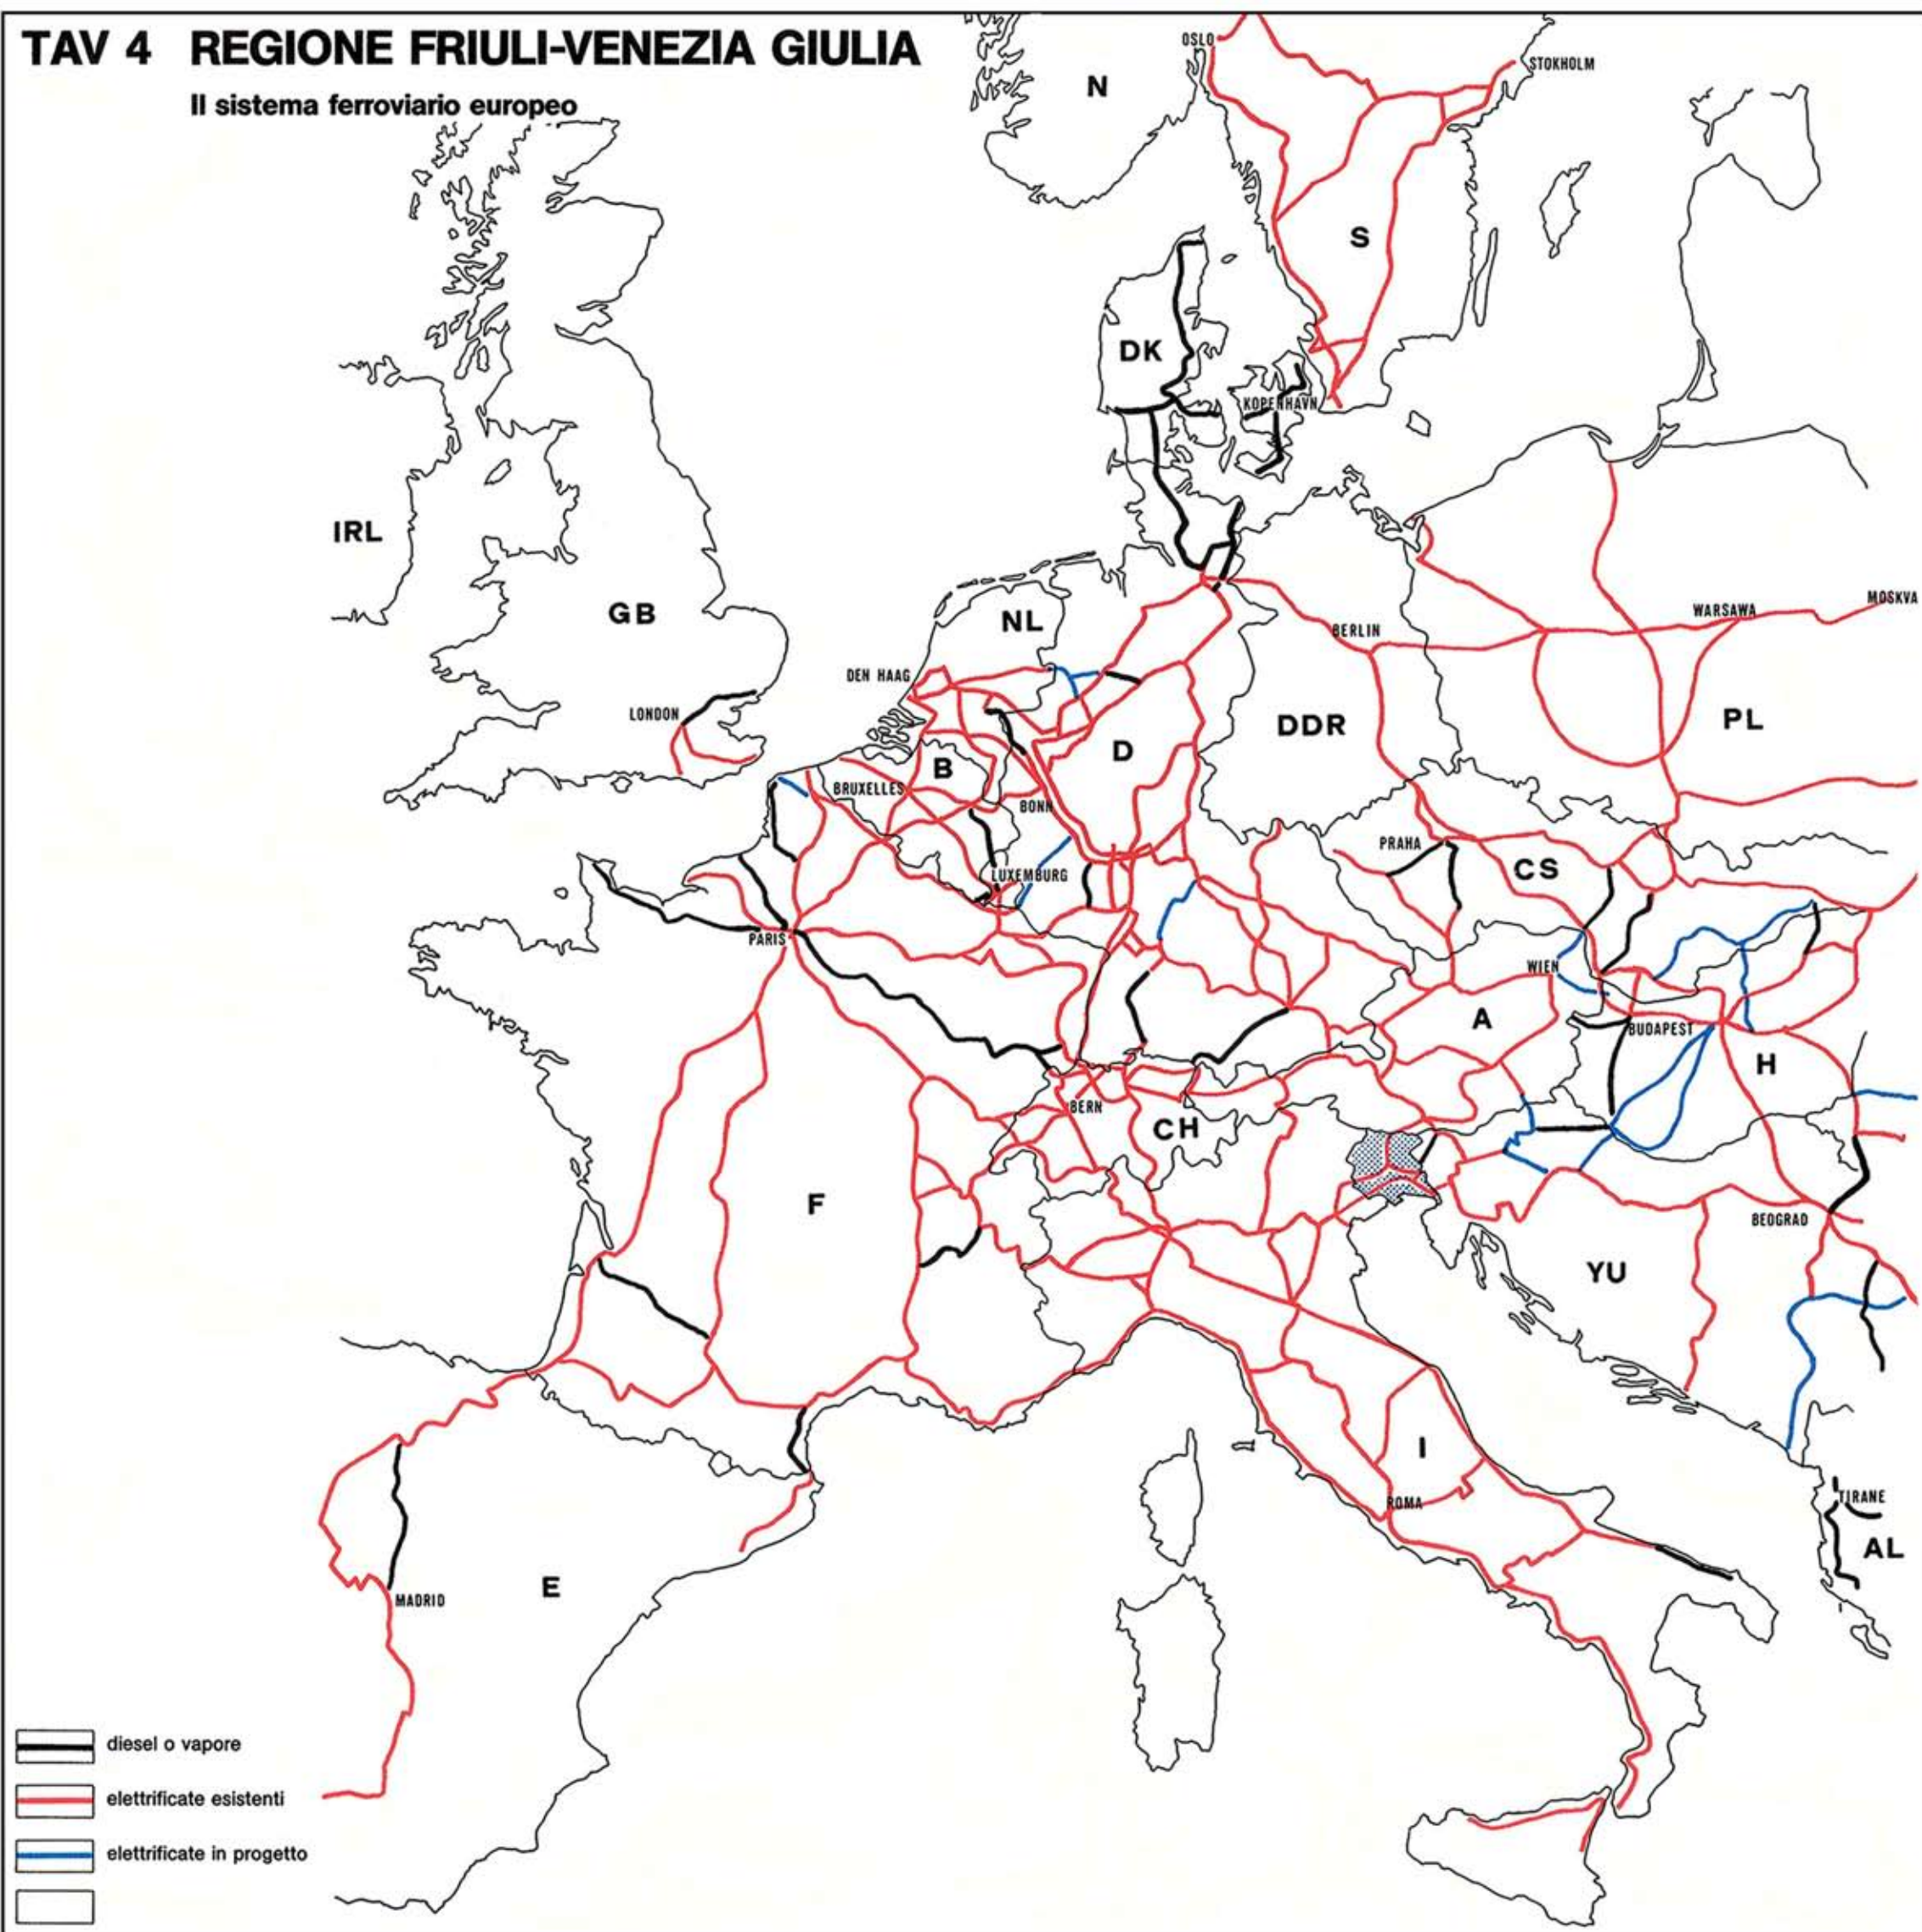 TAV 4 REGIONE FRIULI-VENEZIA GIULIA
Il sistema ferroviario europeo
OSLO
STOKHOLM
N
S
DK
KOPENHAVN
IRL
GB
NL
MOSKVA
WARSAWA
BERLIN
DEN HAAG
LONDON
DDR
PL
D
B
BRUXELLES
BONN
PRAHA
CS
LUXEMBURG
PARIS
WIEN
A
BUDAPEST
H
BERN
CH
F
BEOGRAD
YU
I
ROMA
TIRANE
AL
E
MADRID
diesel o vapore
elettrificate esistenti
elettrificate in progetto